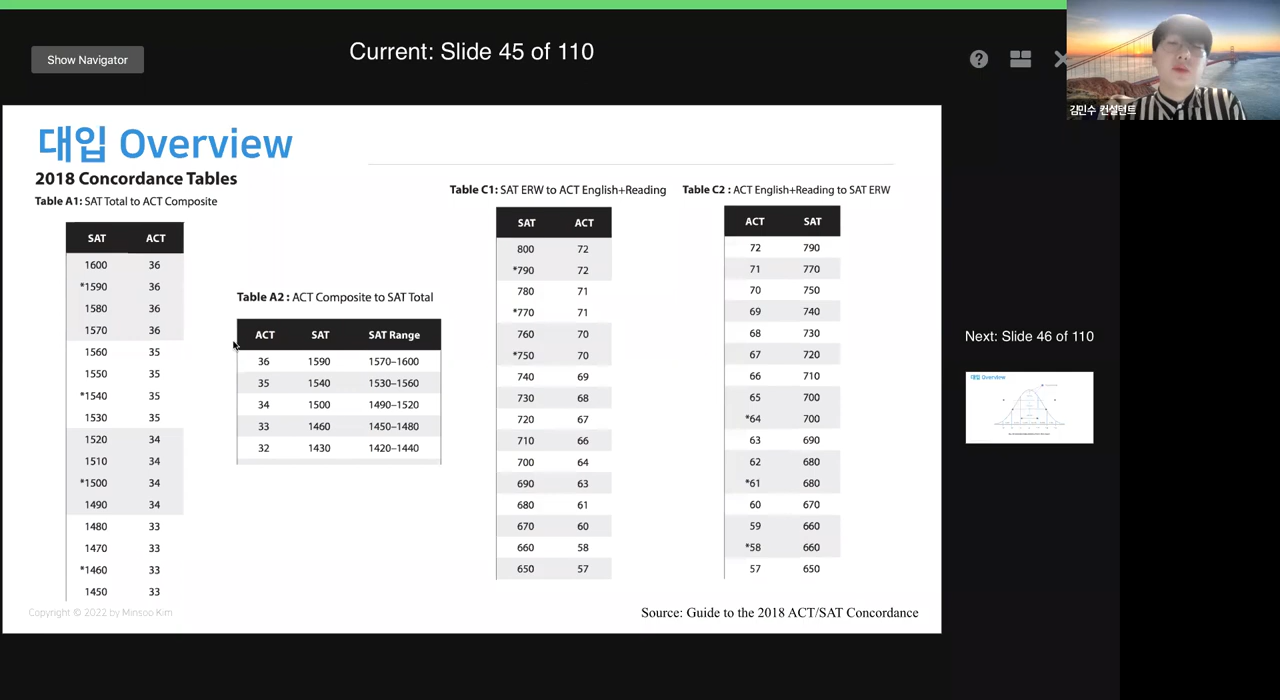 Show Navigator
Current: Slide 45 of 110
?
김민수 컨설턴트
대입 Overview
2018 Concordance Tables
Table A1: SAT Total to ACT Composite
SAT ACT
1600 36
*1590 36
1580 36
1570 36
1560 35
1550 35
*1540 35
1530 35
1520 34
1510 34
*1500 34
1490 34
1480 33
1470 33
*1460 33
1450 33
Table A2 : ACT Composite to SAT Total
ACT SAT SAT Range
36 1590 1570–1600
35 1540 1530–1560
34 1500 1490–1520
33 1460 1450–1480
32 1430 1420–1440
Table C1: SAT ERW to ACT English+Reading
SAT ACT
800 72
*790 72
780 71
*770 71
760 70
*750 70
740 69
730 68
720 67
710 66
700 64
690 63
680 61
670 60
660 58
650 57
Table C2 : ACT English+Reading to SAT ERW
ACT SAT
72 790
71 770
70 750
69 740
68 730
67 720
66 710
65 700
*64 700
63 690
62 680
*61 680
60 670
59 660
*58 660
57 650
Copyright © 2022 by Minsoo Kim
Source: Guide to the 2018 ACT/SAT Concordance
Next: Slide 46 of 110
대입 Overview